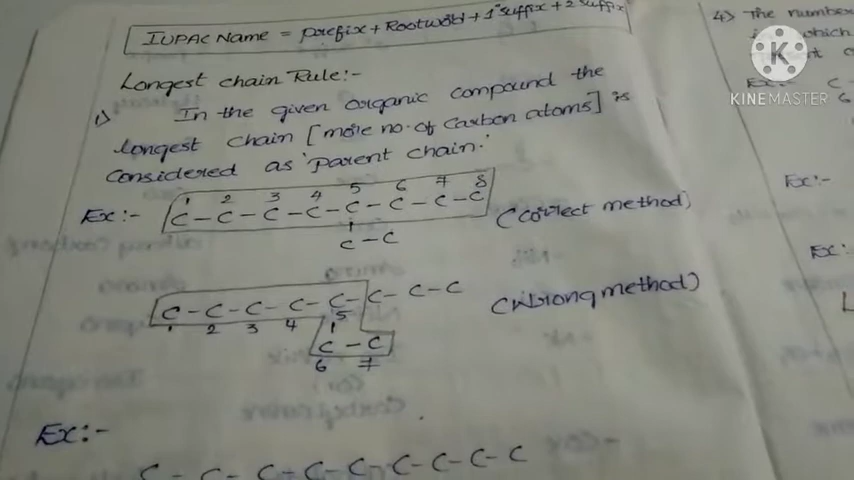 IUPAC Name = prefix + Rootword + 1° suffix + 2 suffix
Longest chain Rule:-
1) In the given organic compound the
longest chain [more no. of carbon atoms] is
considered as 'parent chain.'
1 2 3 4 5 6 7 8
Ex:- C - C - C - C - C - C - C - C (correct method)
C - C
C - C - C - C - C - C - C - C (wrong method)
1 2 3 4 5
C - C
6 7
Ex:-
C - C - C - C - C - C - C - C - C
4) The number
which
Ex:-
Ex:-
KINEMASTER